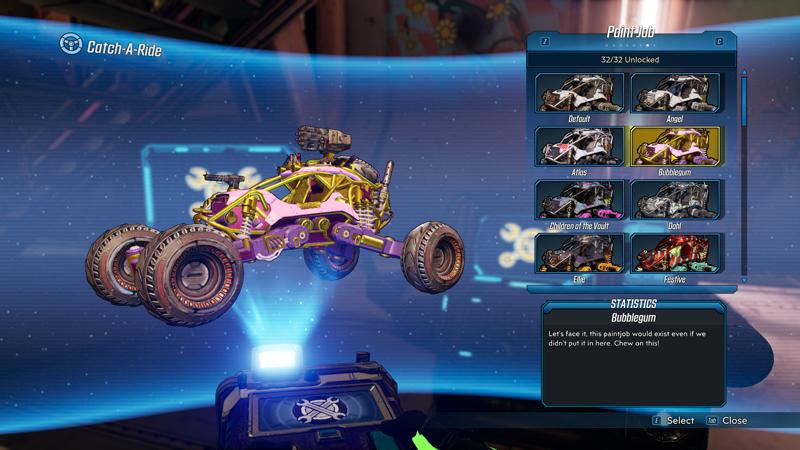 Catch-A-Ride
Paint Job
Z
C
32/32 Unlocked
Default
Angel
Atlas
Bubblegum
Children of the Vault
Dahl
Ellie
Festive
STATISTICS
Bubblegum
Let's face it, this paintjob would exist even if we
didn't put it in here. Chew on this!
E Select
Tab Close